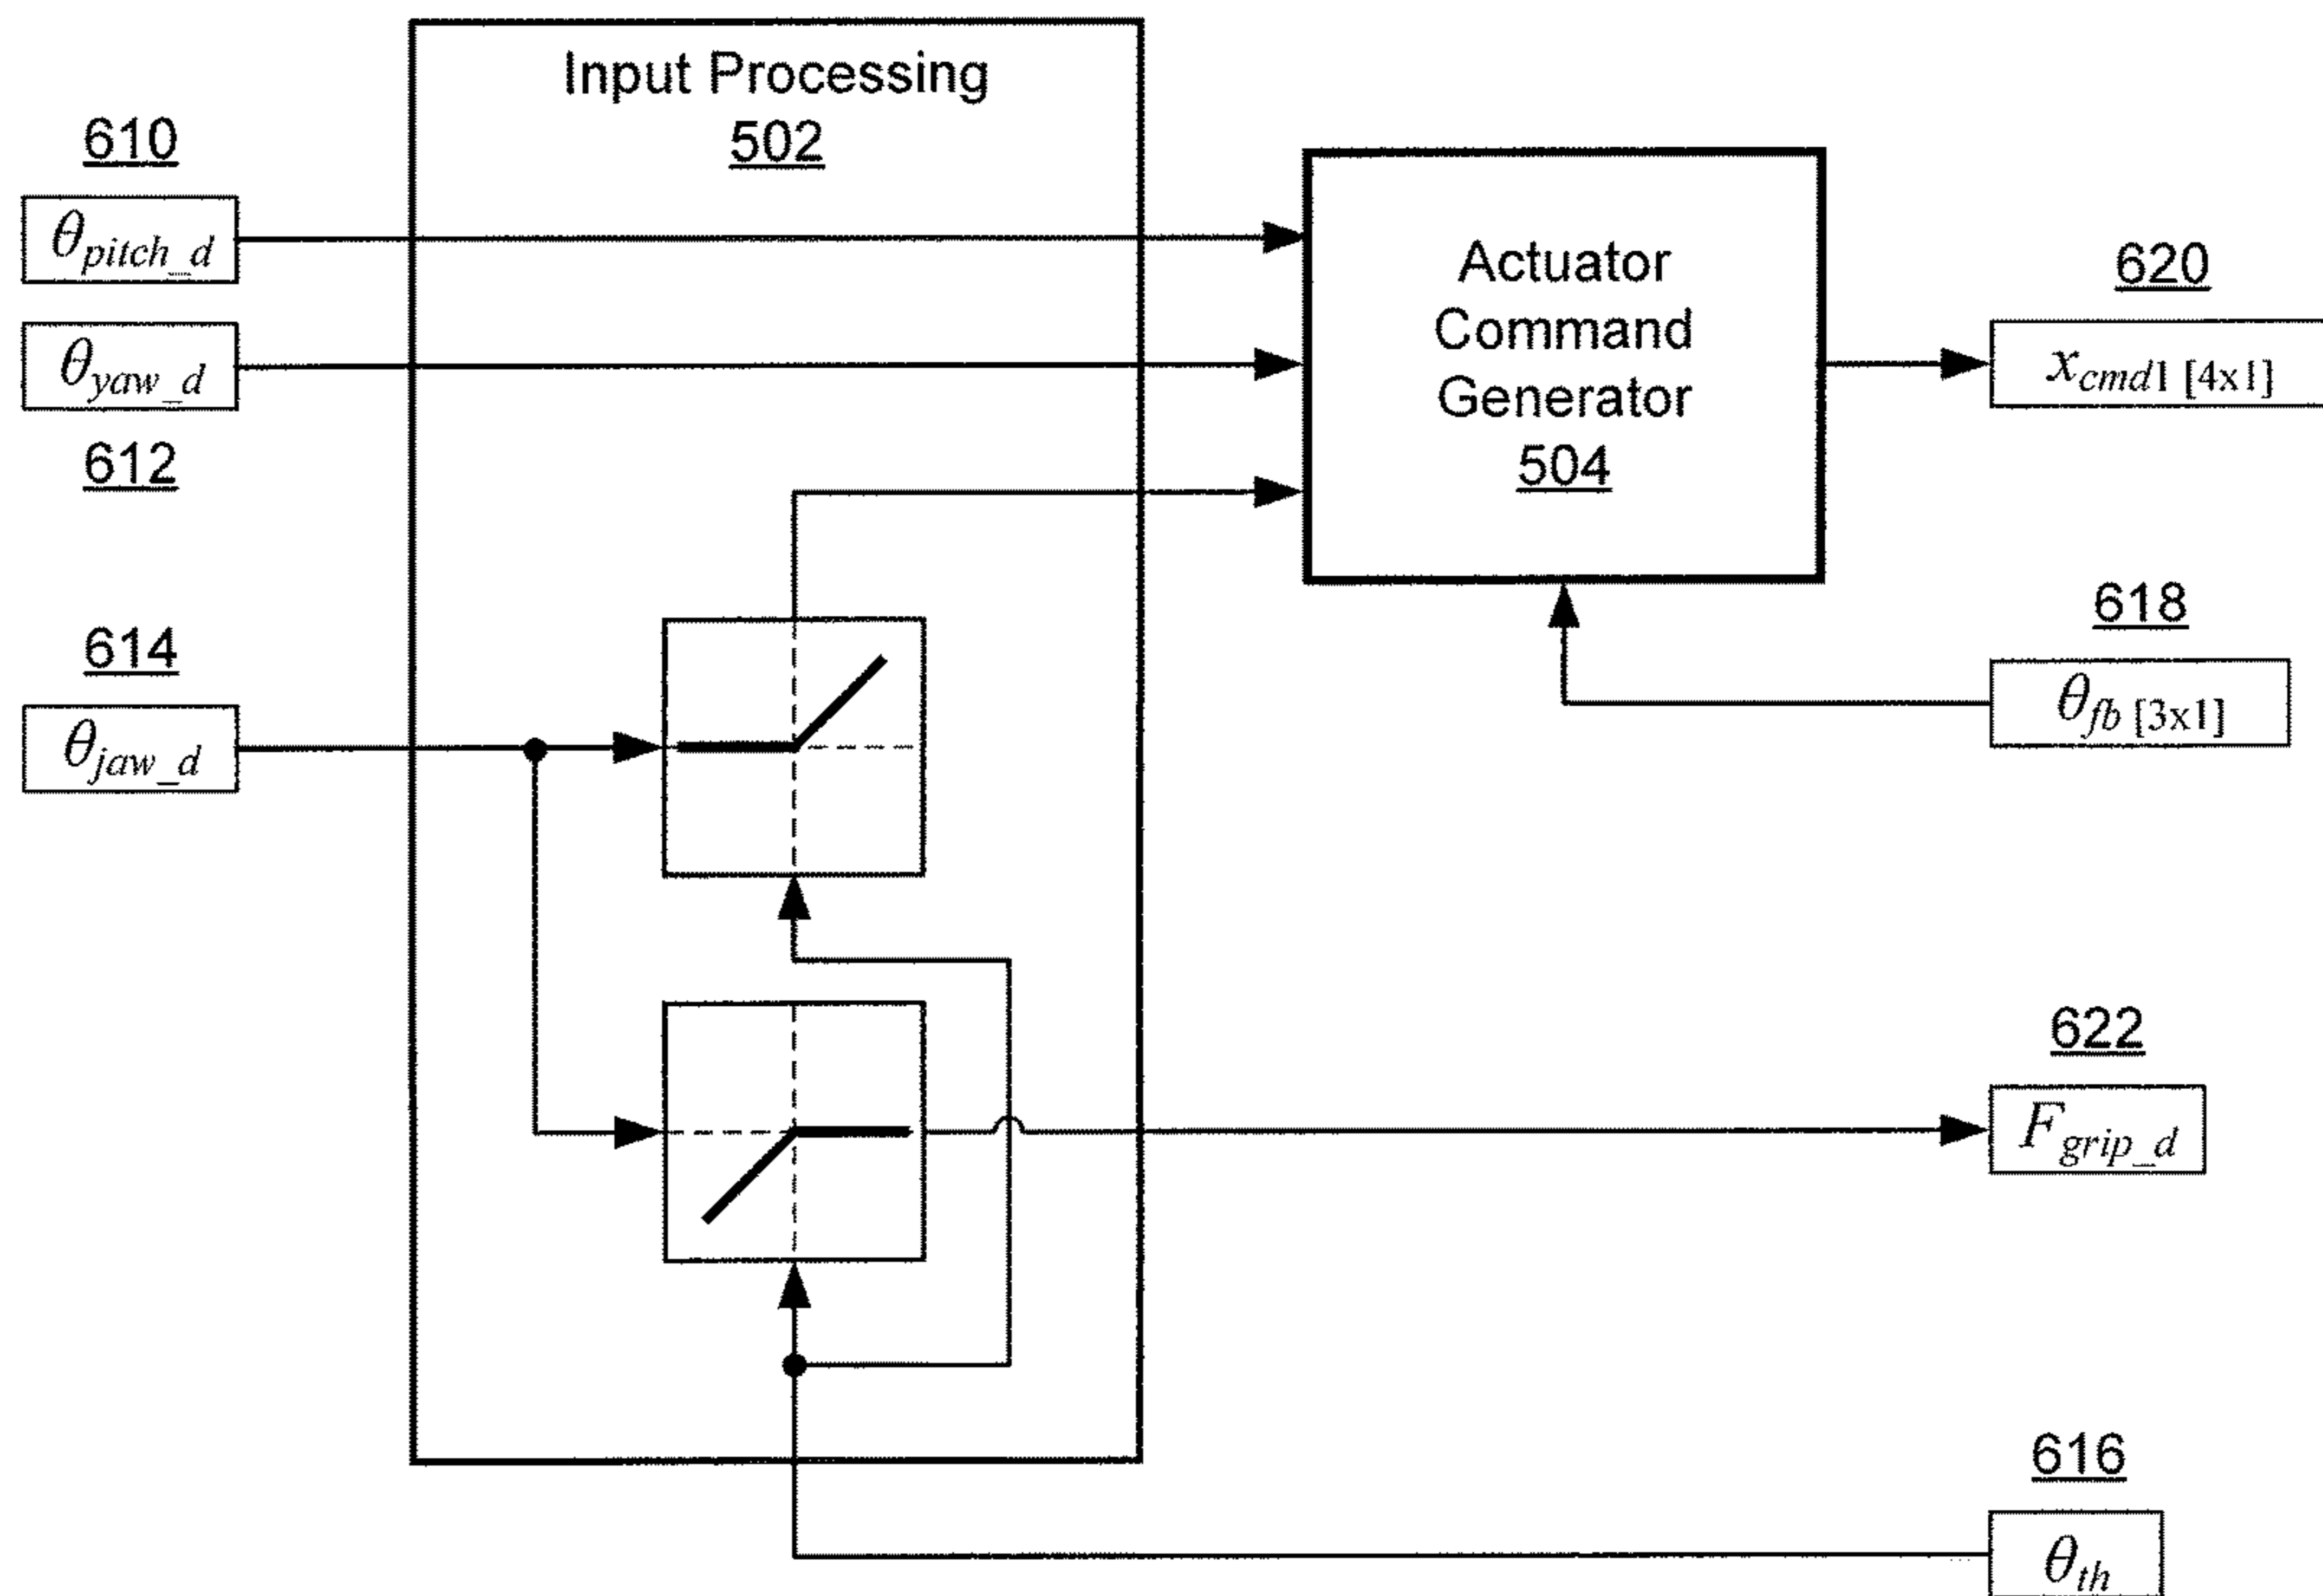 Input Processing
502
610
θpitch_d
θyaw_d
612
Actuator
Command
Generator
504
620
xcmd1 [4x1]
618
θfb [3x1]
614
θjaw_d
622
Fgrip_d
616
θth